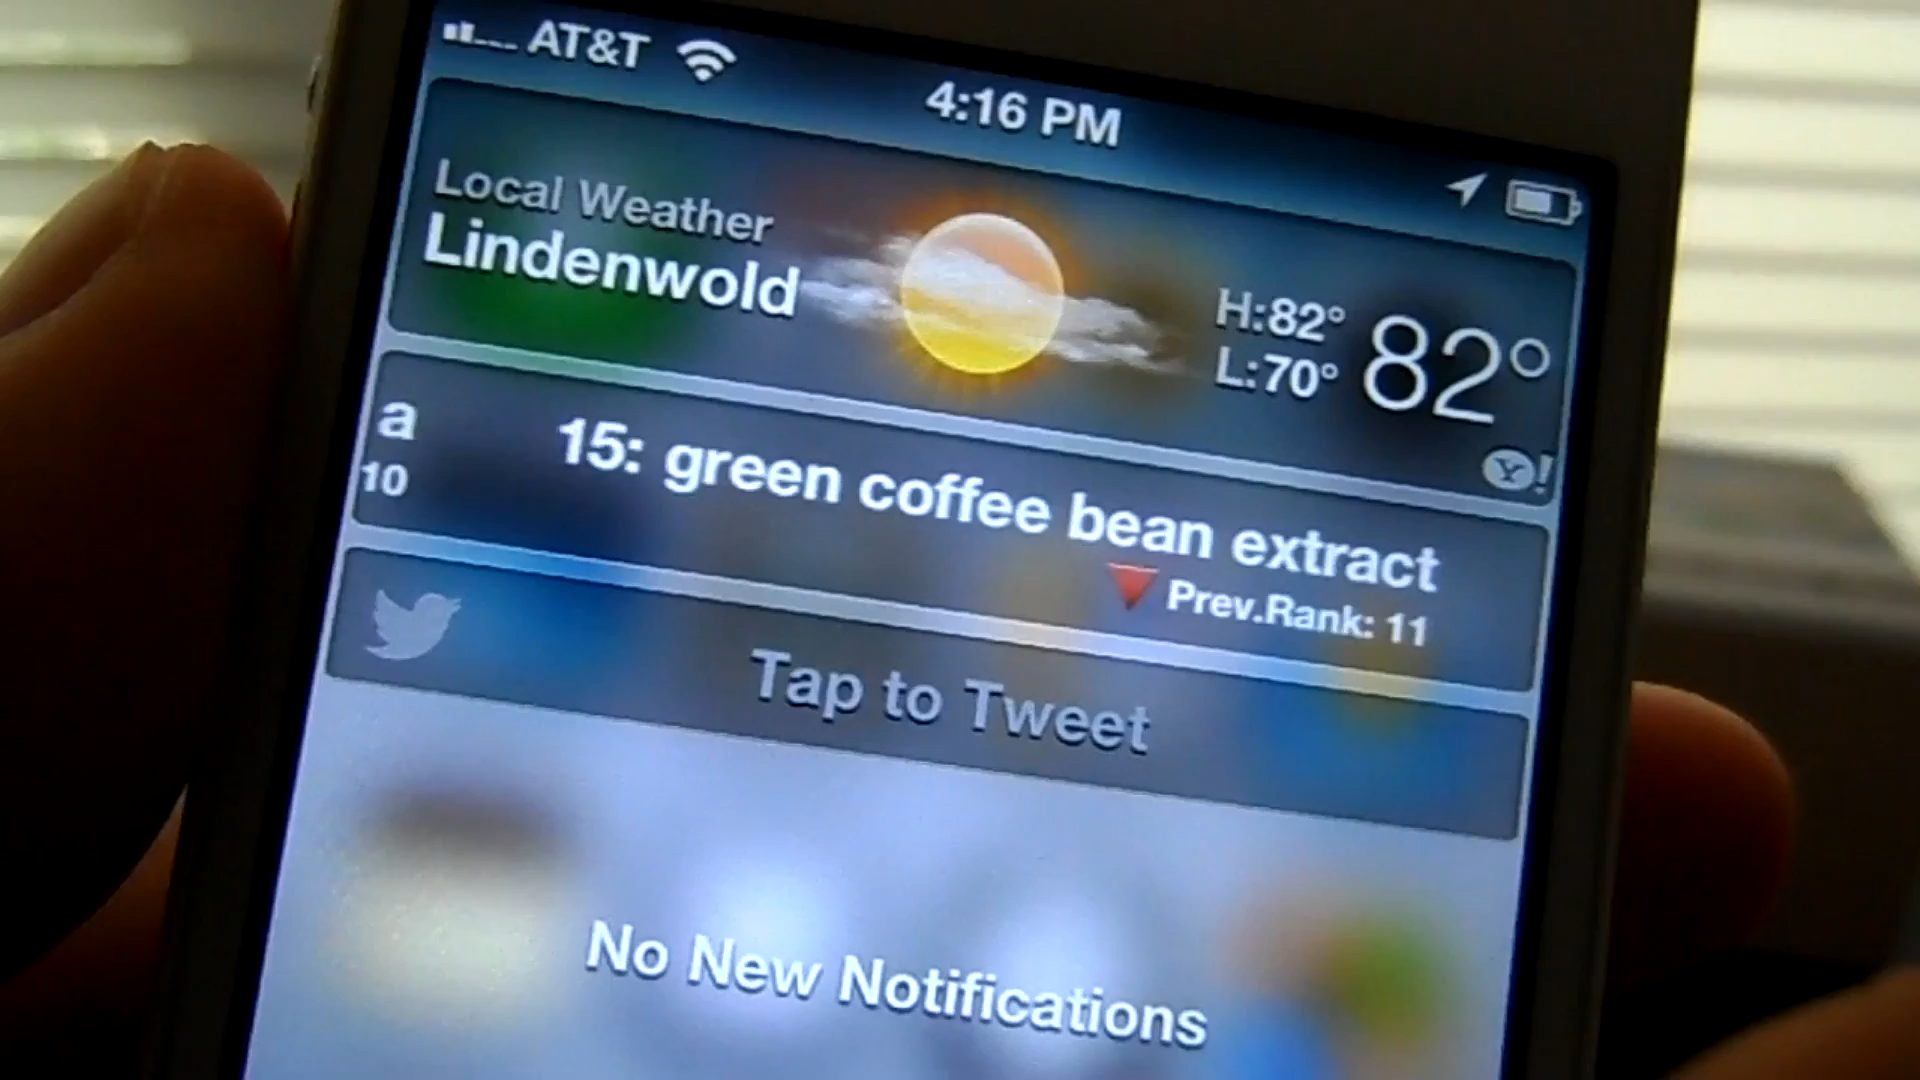 AT&T
4:16 PM
Local Weather
Lindenwold
H:82°
L:70°
82°
Y!
a
10
15: green coffee bean extract
Prev.Rank: 11
Tap to Tweet
No New Notifications